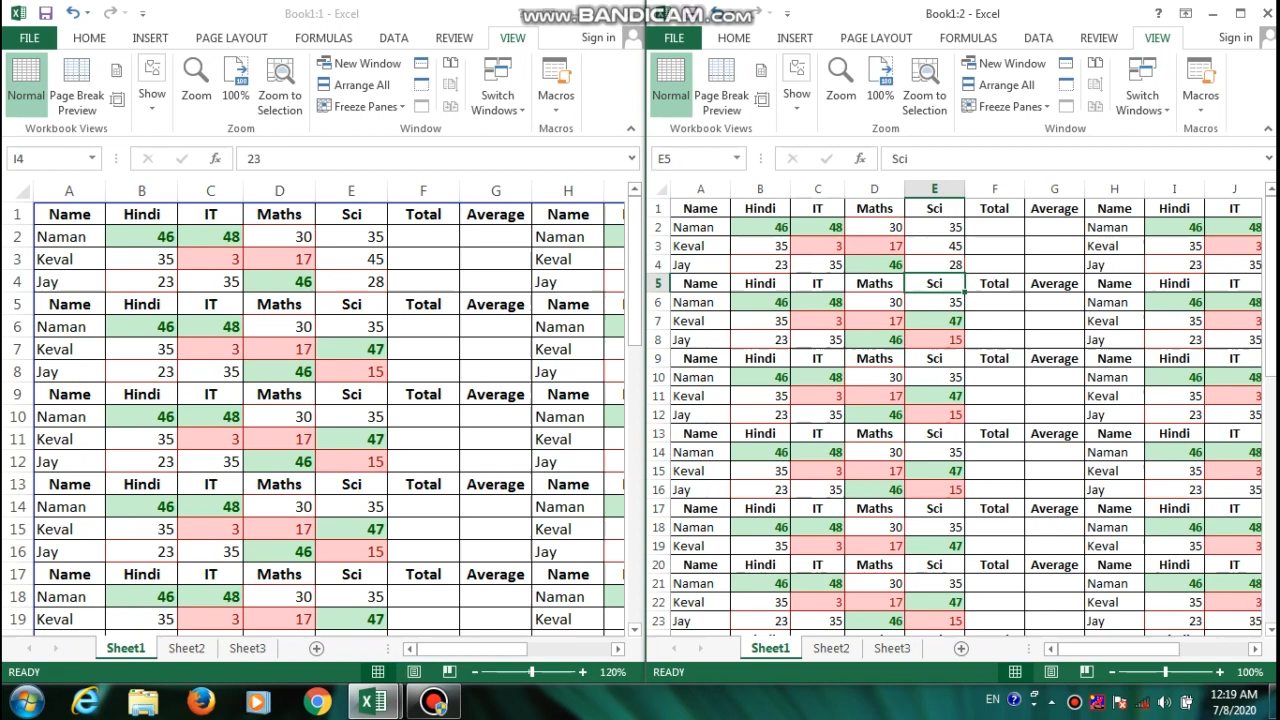 Book1:1 - Excel
www.BANDICAM.com
Book1:2 - Excel
FILE HOME INSERT PAGE LAYOUT FORMULAS DATA REVIEW VIEW Sign in
Normal Page Break Preview Show Zoom 100% Zoom to Selection New Window Arrange All Freeze Panes Switch Windows Macros
Workbook Views Zoom Window Macros
I4 23
A B C D E F G H
1 Name Hindi IT Maths Sci Total Average Name
2 Naman 46 48 30 35 Naman
3 Keval 35 3 17 45 Keval
4 Jay 23 35 46 28 Jay
5 Name Hindi IT Maths Sci Total Average Name
6 Naman 46 48 30 35 Naman
7 Keval 35 3 17 47 Keval
8 Jay 23 35 46 15 Jay
9 Name Hindi IT Maths Sci Total Average Name
10 Naman 46 48 30 35 Naman
11 Keval 35 3 17 47 Keval
12 Jay 23 35 46 15 Jay
13 Name Hindi IT Maths Sci Total Average Name
14 Naman 46 48 30 35 Naman
15 Keval 35 3 17 47 Keval
16 Jay 23 35 46 15 Jay
17 Name Hindi IT Maths Sci Total Average Name
18 Naman 46 48 30 35 Naman
19 Keval 35 3 17 47 Keval
Sheet1 Sheet2 Sheet3
READY 120%
FILE HOME INSERT PAGE LAYOUT FORMULAS DATA REVIEW VIEW Sign in
Normal Page Break Preview Show Zoom 100% Zoom to Selection New Window Arrange All Freeze Panes Switch Windows Macros
Workbook Views Zoom Window Macros
E5 Sci
A B C D E F G H I J
1 Name Hindi IT Maths Sci Total Average Name Hindi IT
2 Naman 46 48 30 35 Naman 46 48
3 Keval 35 3 17 45 Keval 35 3
4 Jay 23 35 46 28 Jay 23 35
5 Name Hindi IT Maths Sci Total Average Name Hindi IT
6 Naman 46 48 30 35 Naman 46 48
7 Keval 35 3 17 47 Keval 35 3
8 Jay 23 35 46 15 Jay 23 35
9 Name Hindi IT Maths Sci Total Average Name Hindi IT
10 Naman 46 48 30 35 Naman 46 48
11 Keval 35 3 17 47 Keval 35 3
12 Jay 23 35 46 15 Jay 23 35
13 Name Hindi IT Maths Sci Total Average Name Hindi IT
14 Naman 46 48 30 35 Naman 46 48
15 Keval 35 3 17 47 Keval 35 3
16 Jay 23 35 46 15 Jay 23 35
17 Name Hindi IT Maths Sci Total Average Name Hindi IT
18 Naman 46 48 30 35 Naman 46 48
19 Keval 35 3 17 47 Keval 35 3
20 Name Hindi IT Maths Sci Total Average Name Hindi IT
21 Naman 46 48 30 35 Naman 46 48
22 Keval 35 3 17 47 Keval 35 3
23 Jay 23 35 46 15 Jay 23 35
Sheet1 Sheet2 Sheet3
READY 100%
EN 12:19 AM
7/8/2020